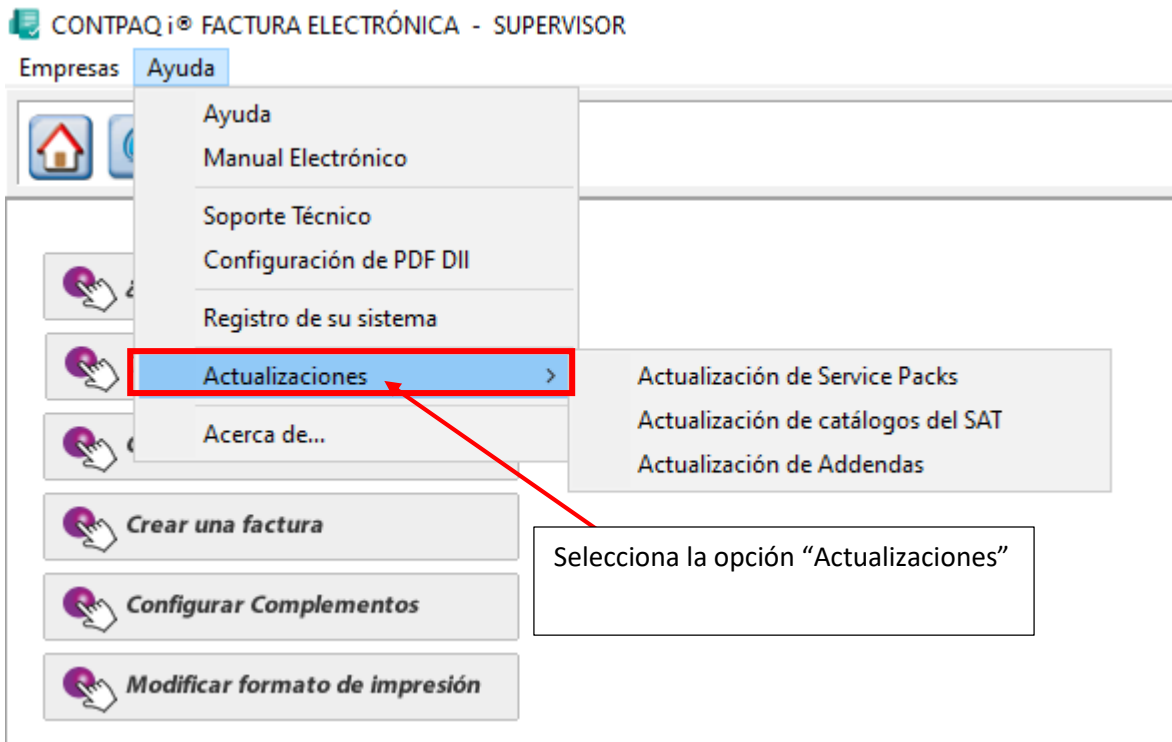 CONTPAQ i® FACTURA ELECTRÓNICA - SUPERVISOR
Empresas Ayuda
Ayuda
Manual Electrónico
Soporte Técnico
Configuración de PDF Dll
Registro de su sistema
Actualizaciones >
Acerca de...
Actualización de Service Packs
Actualización de catálogos del SAT
Actualización de Addendas
Selecciona la opción “Actualizaciones”
Crear una factura
Configurar Complementos
Modificar formato de impresión